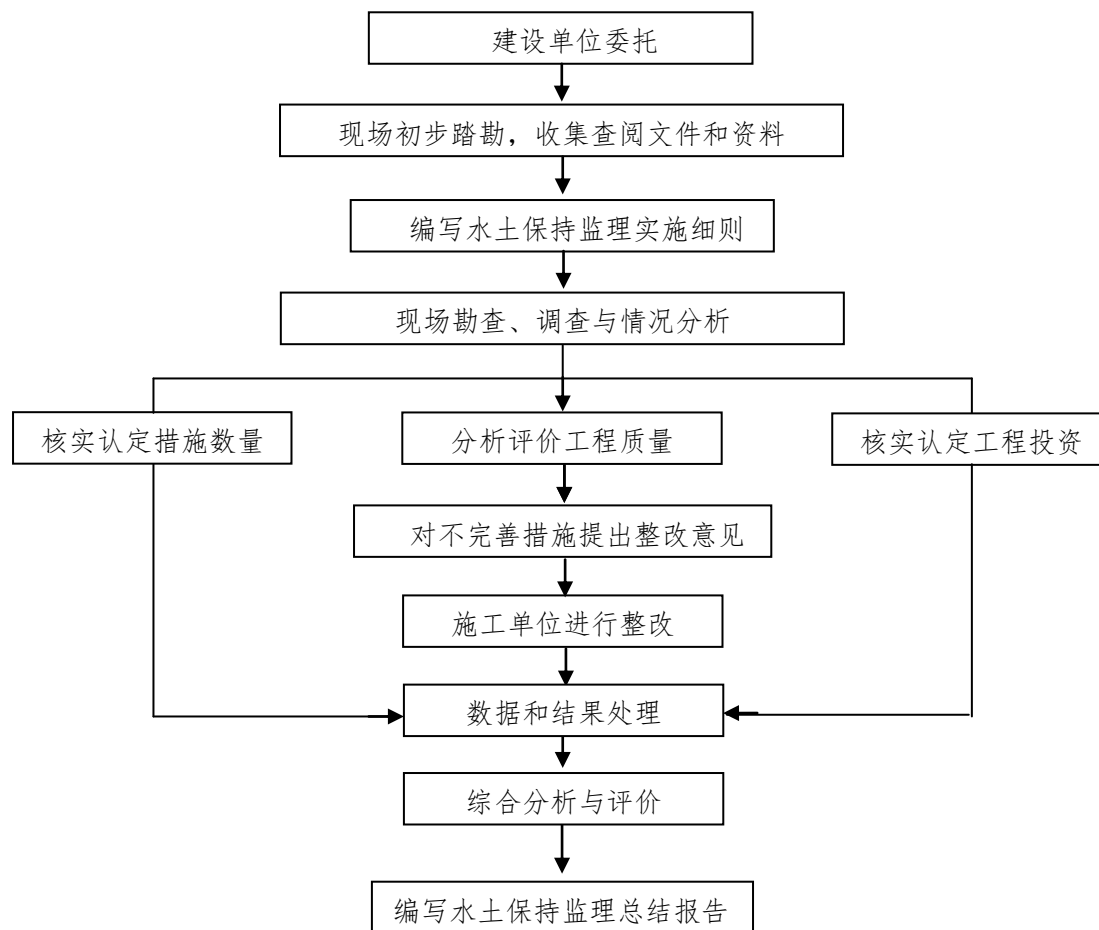 建设单位委托
现场初步踏勘，收集查阅文件和资料
编写水土保持监理实施细则
现场勘查、调查与情况分析
核实认定措施数量
分析评价工程质量
核实认定工程投资
对不完善措施提出整改意见
施工单位进行整改
数据和结果处理
综合分析与评价
编写水土保持监理总结报告